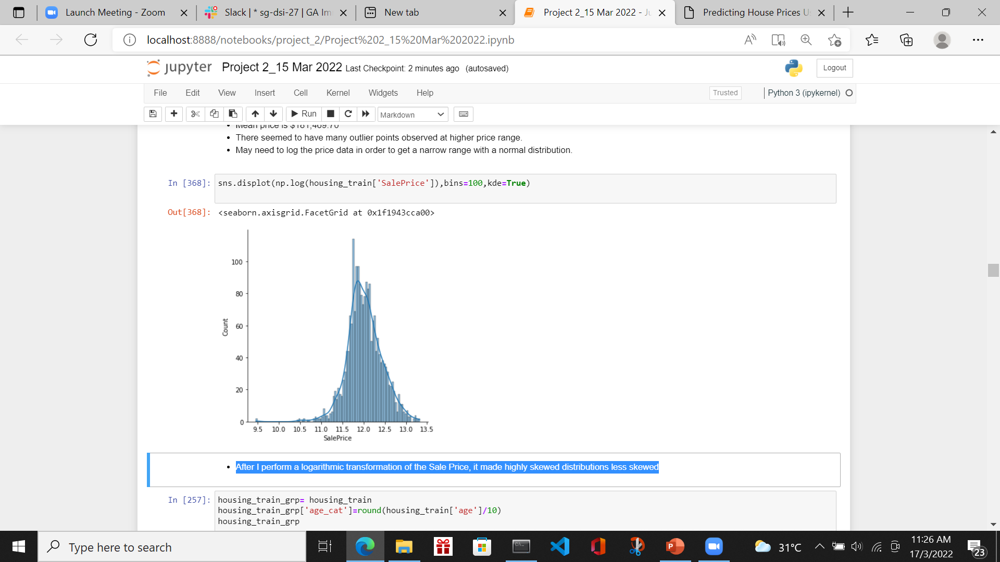 Launch Meeting - Zoom
Slack | * sg-dsi-27 | GA Im
New tab
Project 2_15 Mar 2022 - Ju
Predicting House Prices U
localhost:8888/notebooks/project_2/Project%202_15%20Mar%202022.ipynb
jupyter Project 2_15 Mar 2022 Last Checkpoint: 2 minutes ago (autosaved)
Logout
File Edit View Insert Cell Kernel Widgets Help
Trusted
Python 3 (ipykernel)
Run
Markdown
Mean price is $181,469.70
There seemed to have many outlier points observed at higher price range.
May need to log the price data in order to get a narrow range with a normal distribution.
In [368]: sns.displot(np.log(housing_train['SalePrice']),bins=100,kde=True)
Out[368]: <seaborn.axisgrid.FacetGrid at 0x1f1943cca00>
100
80
60
40
20
0
Count
9.5 10.0 10.5 11.0 11.5 12.0 12.5 13.0 13.5
SalePrice
After I perform a logarithmic transformation of the Sale Price, it made highly skewed distributions less skewed
In [257]: housing_train_grp= housing_train
housing_train_grp['age_cat']=round(housing_train['age']/10)
housing_train_grp
Type here to search
31°C
11:26 AM
17/3/2022
23